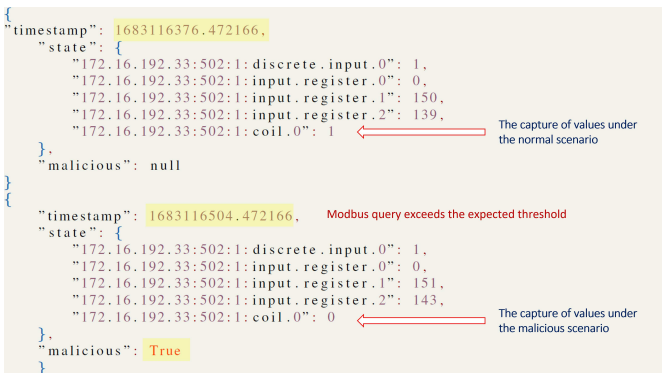 {
"timestamp": 1683116376.472166,
"state": {
"172.16.192.33:502:1:discrete.input.0": 1,
"172.16.192.33:502:1:input.register.0": 0,
"172.16.192.33:502:1:input.register.1": 150,
"172.16.192.33:502:1:input.register.2": 139,
"172.16.192.33:502:1:coil.0": 1
The capture of values under
the normal scenario
},
"malicious": null
}
{
"timestamp": 1683116504.472166,
Modbus query exceeds the expected threshold
"state": {
"172.16.192.33:502:1:discrete.input.0": 1,
"172.16.192.33:502:1:input.register.0": 0,
"172.16.192.33:502:1:input.register.1": 151,
"172.16.192.33:502:1:input.register.2": 143,
"172.16.192.33:502:1:coil.0": 0
The capture of values under
the malicious scenario
},
"malicious": True
}